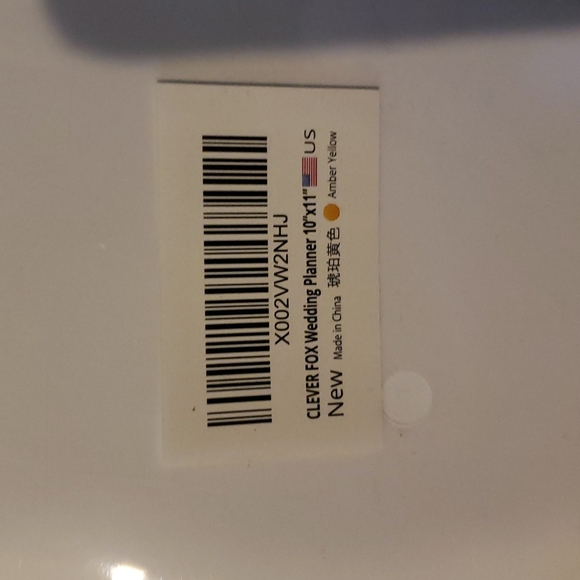 X002VW2NHJ
CLEVER FOX Wedding Planner 10"x11" US
New Made in China 琥珀黄色 Amber Yellow